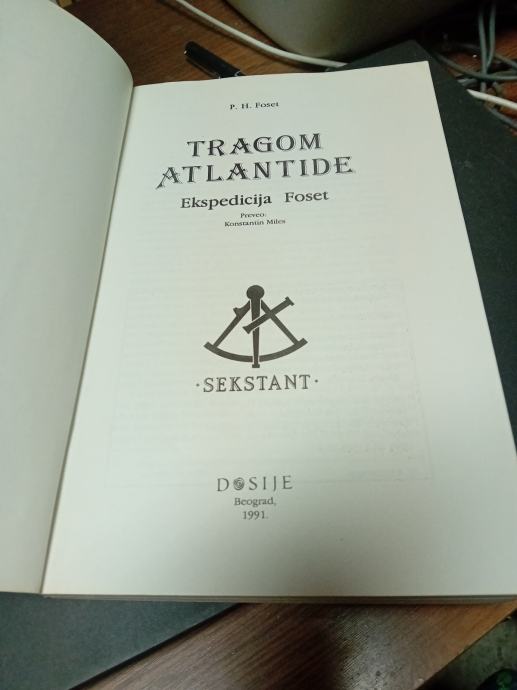 P. H. Foset
TRAGOM
ATLANTIDE
Ekspedicija Foset
Preveo:
Konstantin Miles
·SEKSTANT·
DOSIJE
Beograd,
1991.